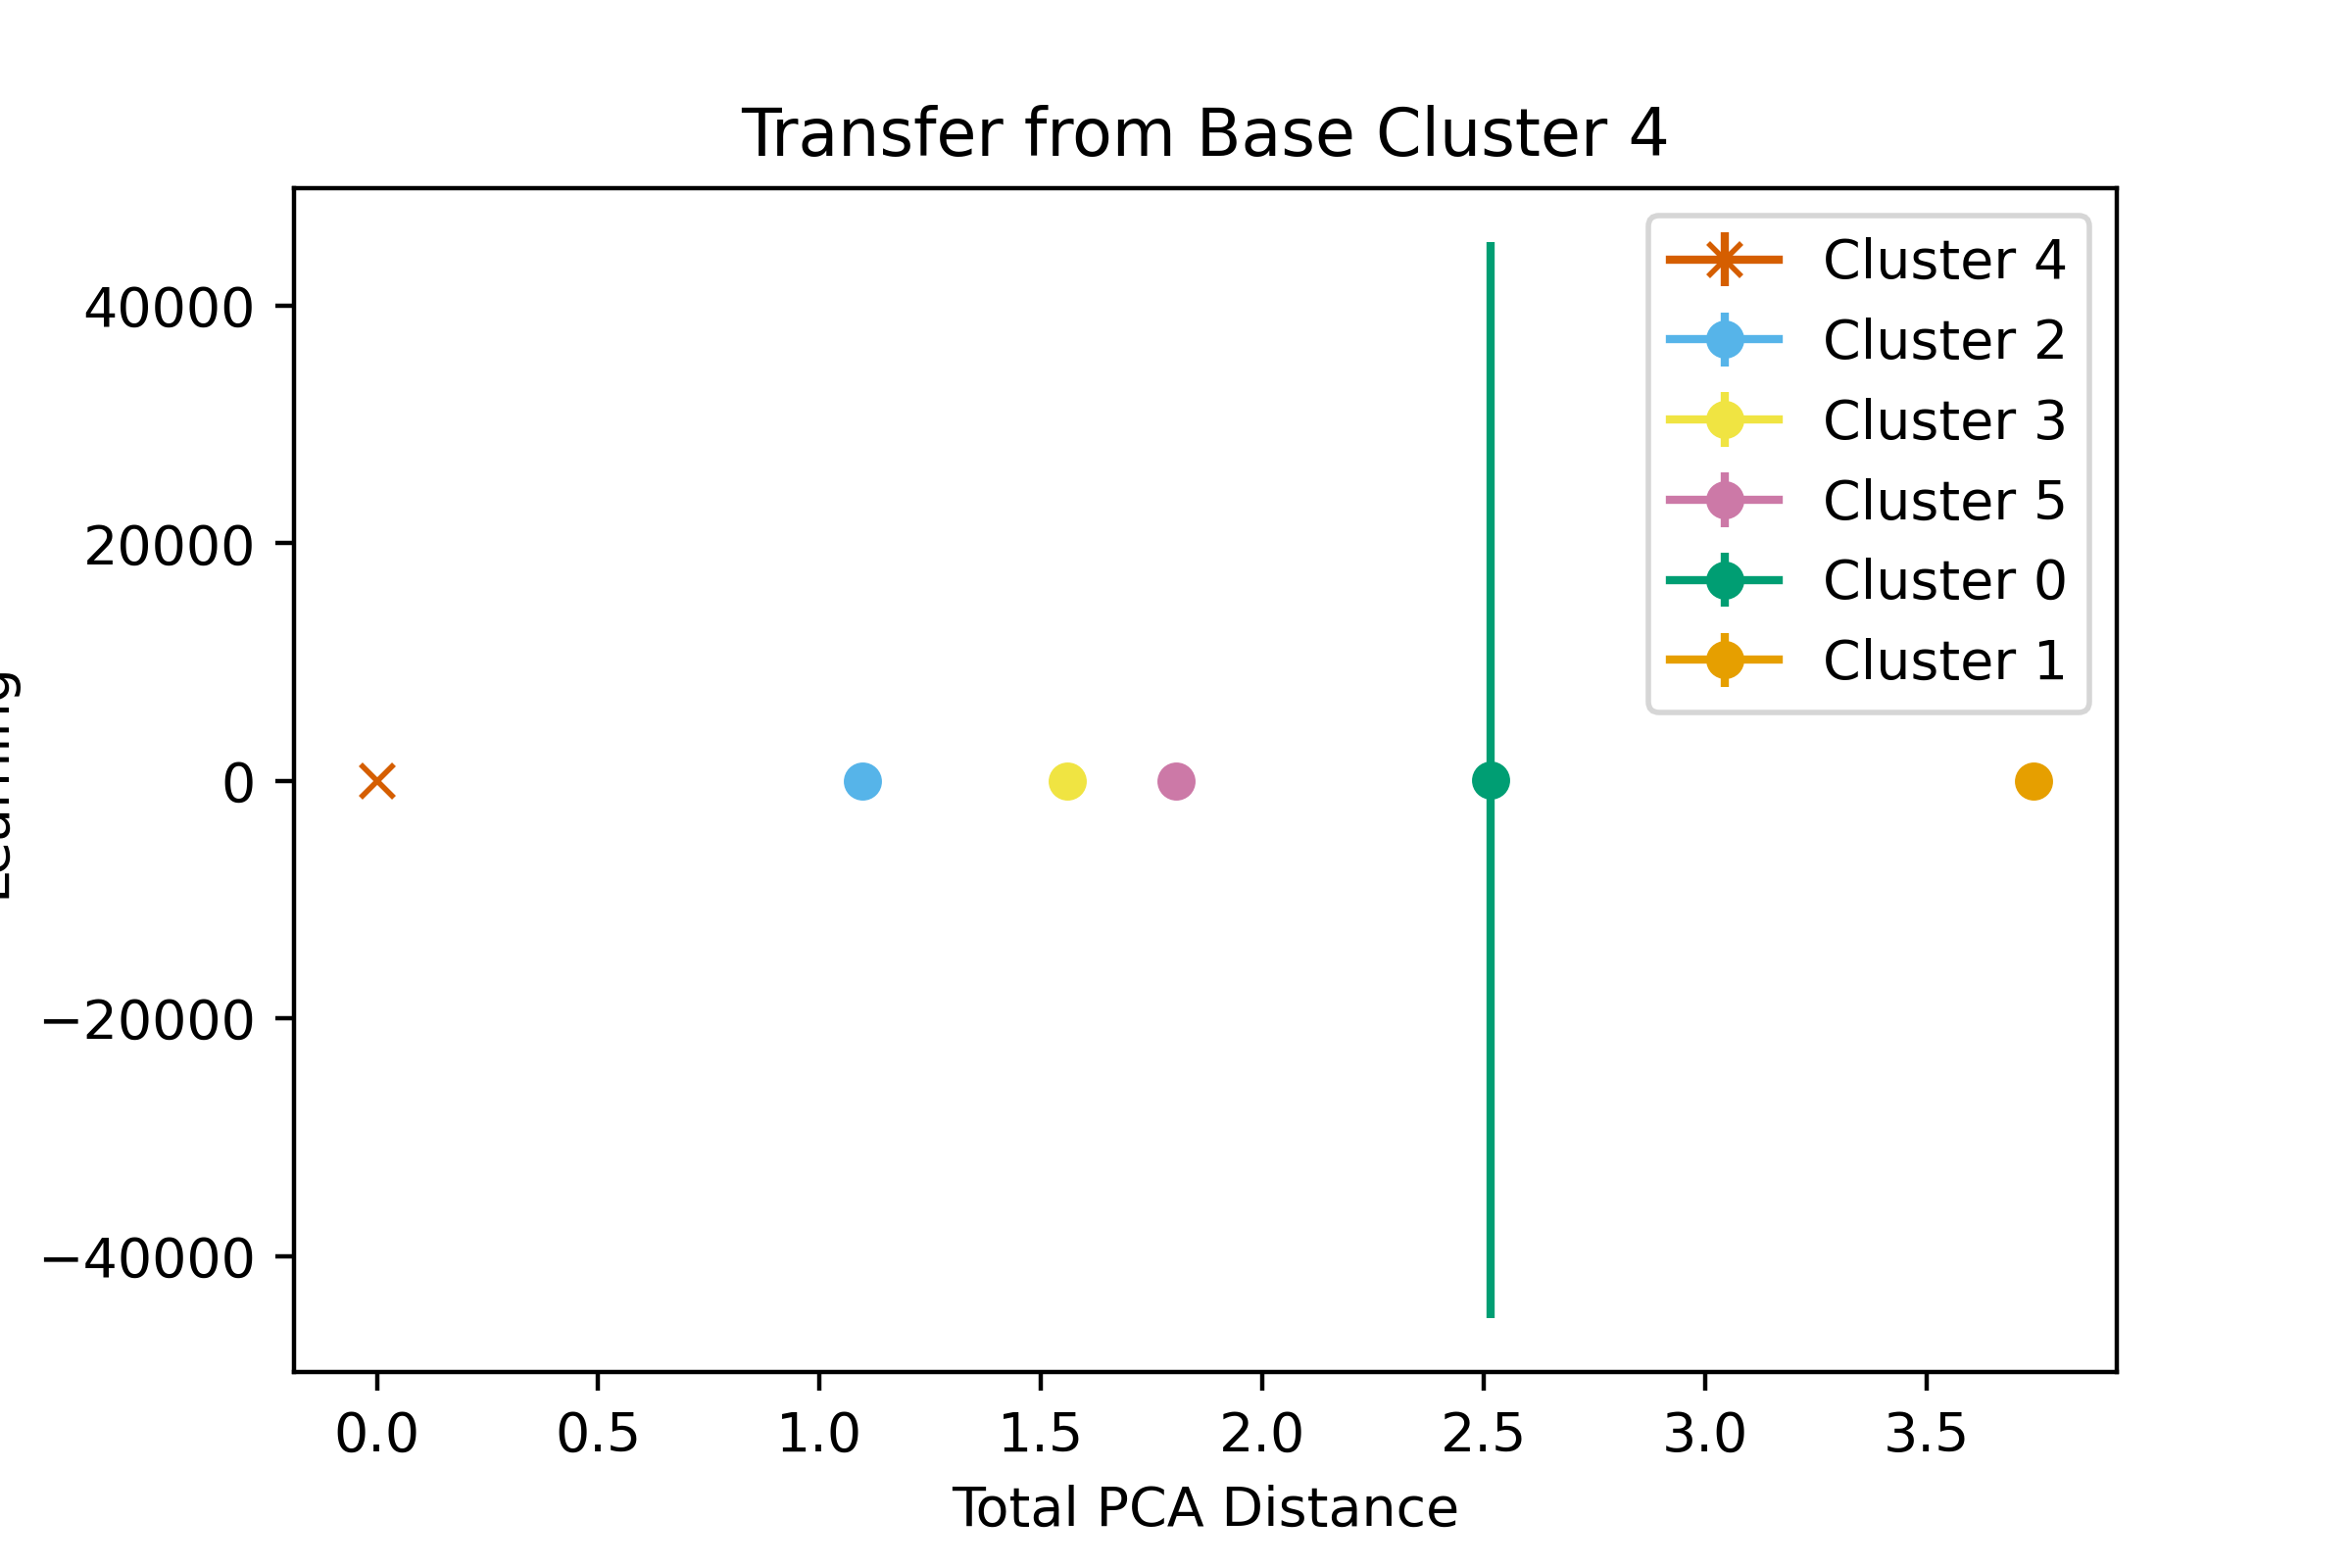 Transfer from Base Cluster 4
40000
20000
0
−20000
−40000
Cluster 4
Cluster 2
Cluster 3
Cluster 5
Cluster 0
Cluster 1
0.0 0.5 1.0 1.5 2.0 2.5 3.0 3.5
Total PCA Distance